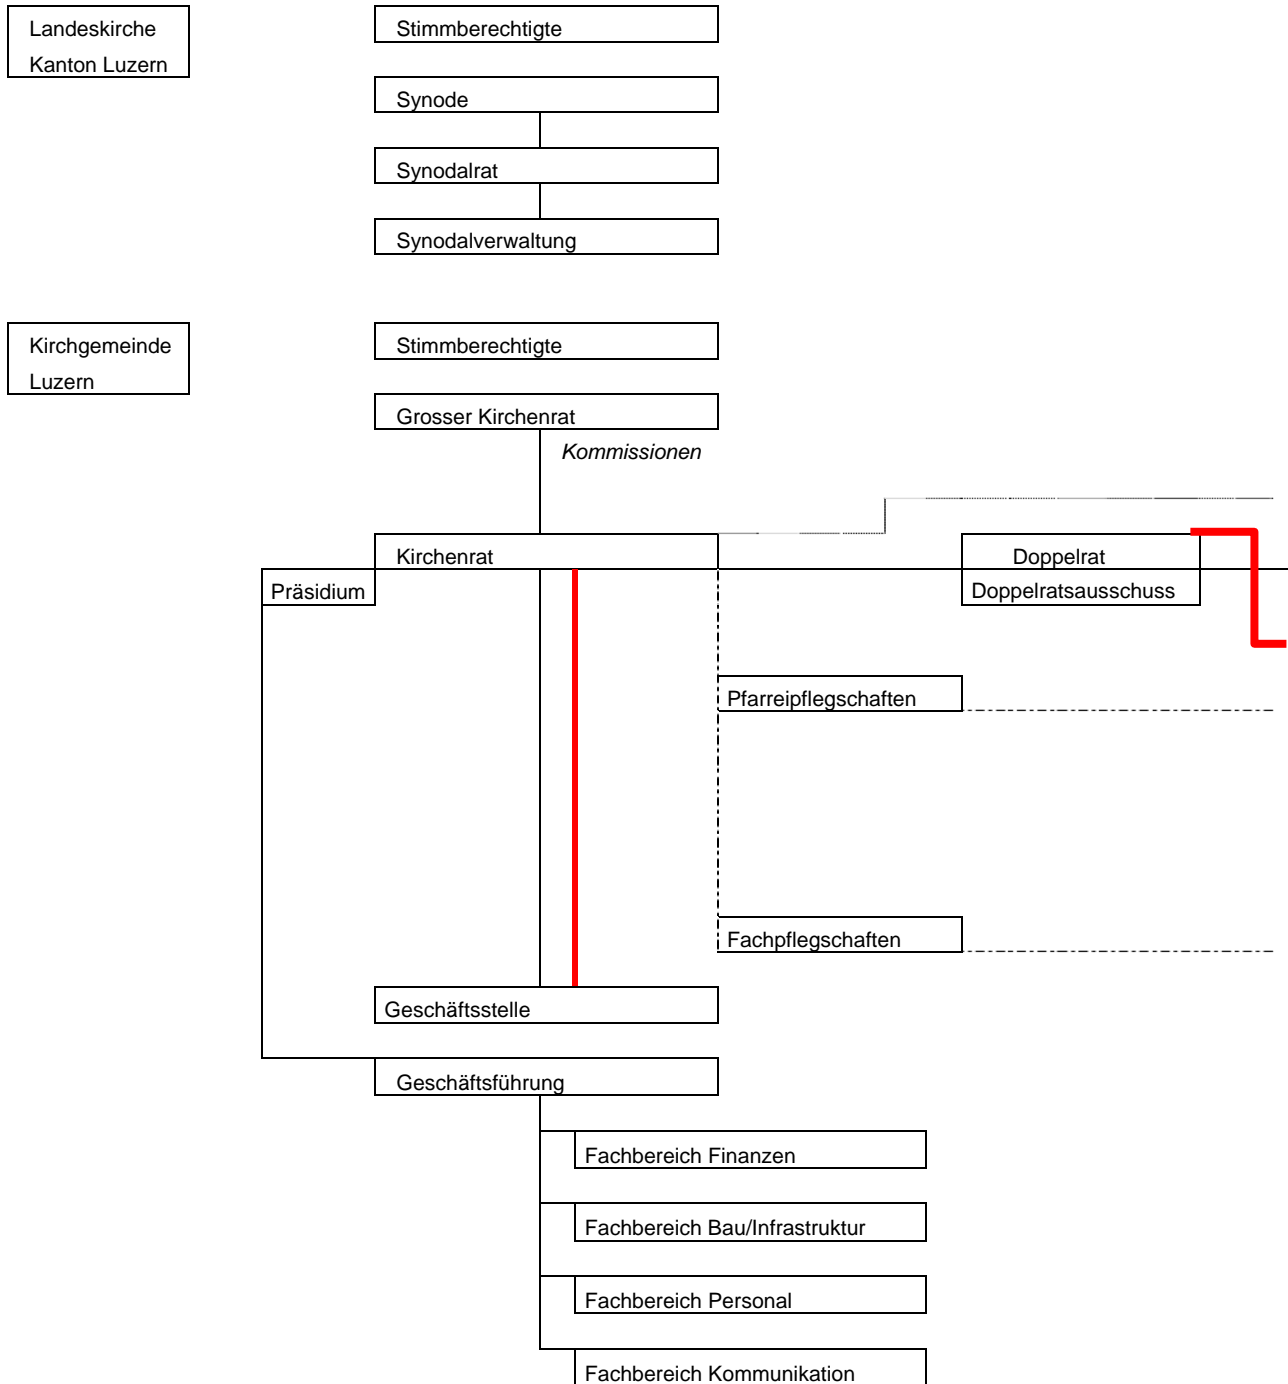 Landeskirche
Kanton Luzern
Stimmberechtigte
Synode
Synodalrat
Synodalverwaltung
Kirchgemeinde
Luzern
Stimmberechtigte
Grosser Kirchenrat
Kommissionen
Kirchenrat
Doppelrat
Präsidium
Doppelratsausschuss
Pfarreipflegschaften
Fachpflegschaften
Geschäftsstelle
Geschäftsführung
Fachbereich Finanzen
Fachbereich Bau/Infrastruktur
Fachbereich Personal
Fachbereich Kommunikation